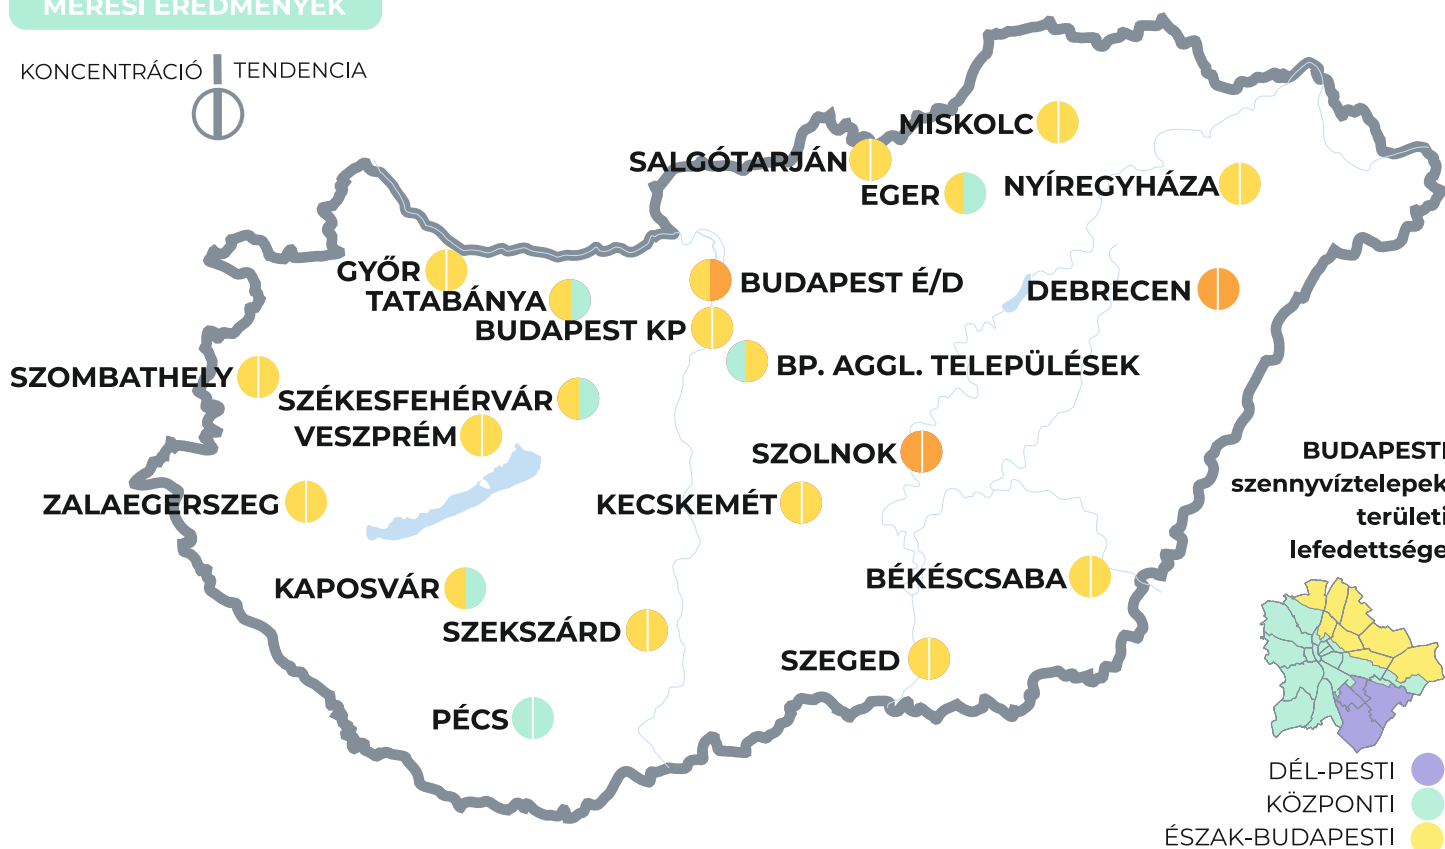 MÉRÉSI EREDMÉNYEK
KONCENTRÁCIÓ
TENDENCIA
MISKOLC
SALGÓTARJÁN
EGER
NYÍREGYHÁZA
GYŐR
TATABÁNYA
BUDAPEST É/D
DEBRECEN
BUDAPEST KP
BP. AGGL. TELEPÜLÉSEK
SZOMBATHELY
SZÉKESFEHÉRVÁR
VESZPRÉM
SZOLNOK
ZALAEGERSZEG
KECSKEMÉT
BUDAPESTI
szennyvíztelepek
területi
lefedettsége
KAPOSVÁR
BÉKÉSCSABA
SZEKSZÁRD
SZEGED
PÉCS
DÉL-PESTI
KÖZPONTI
ÉSZAK-BUDAPESTI